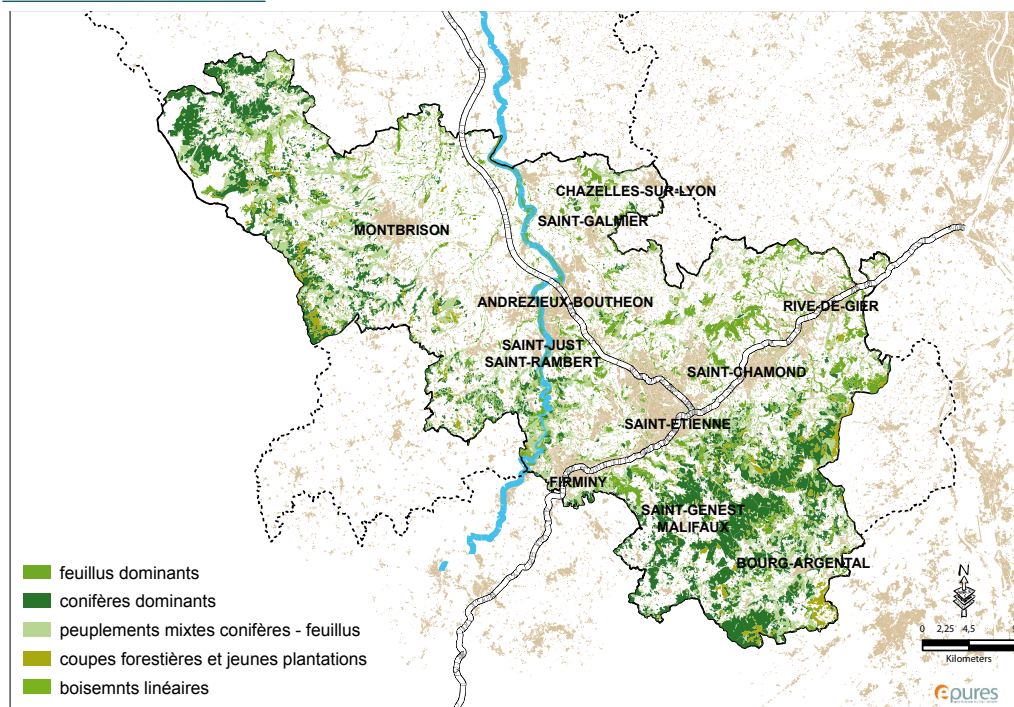 CHAZELLES-SUR-LYON
SAINT-GALMIER
MONTBRISON
ANDREZIEUX-BOUTHEON
RIVE-DE-GIER
SAINT-JUST
SAINT-RAMBERT
SAINT-CHAMOND
SAINT-ETIENNE
FIRMINY
SAINT-GENEST
MALIFAUX
BOURG-ARGENTAL
feuillus dominants
conifères dominants
peuplements mixtes conifères - feuillus
coupes forestières et jeunes plantations
boisemnts linéaires
N
0 2,25 4,5
Kilometers
epures